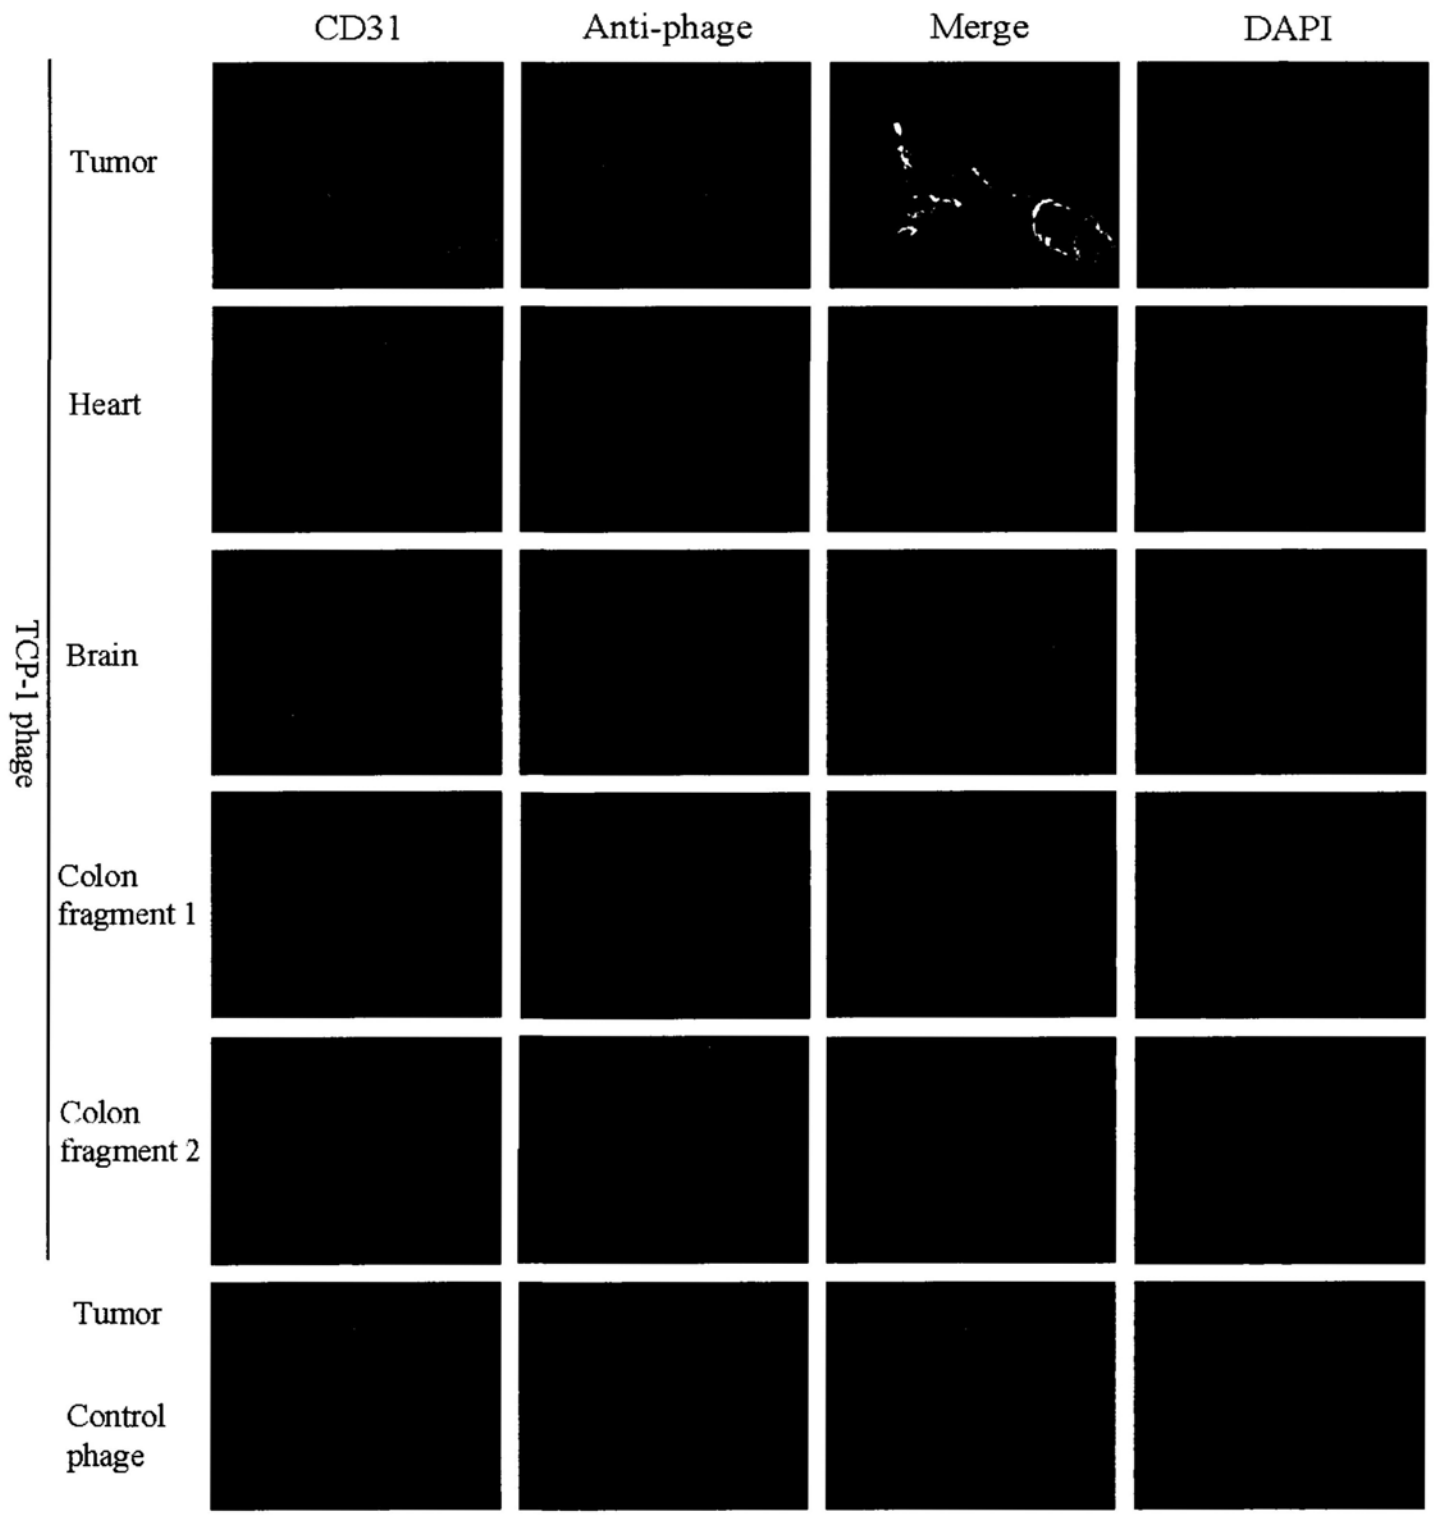 CD31 Anti-phage Merge DAPI
Tumor
Heart
Brain
TCP-1 phage
Colon
fragment 1
Colon
fragment 2
Tumor
Control
phage